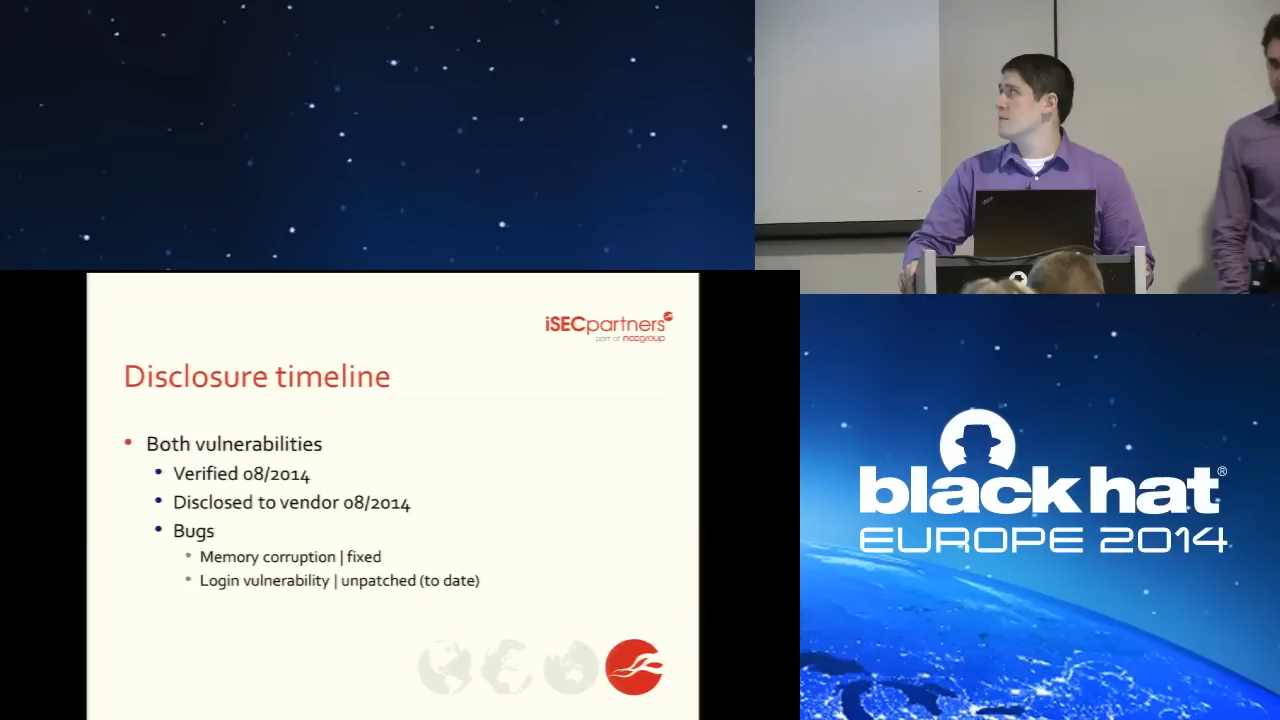 iSECpartners
part of nccgroup
Disclosure timeline
Both vulnerabilities
Verified 08/2014
Disclosed to vendor 08/2014
Bugs
Memory corruption | fixed
Login vulnerability | unpatched (to date)
black hat®
EUROPE 2014